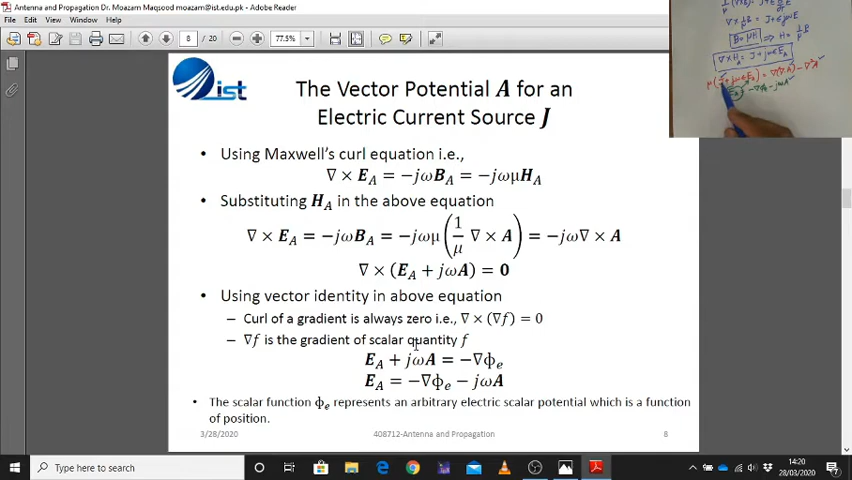 Antenna and Propagation Dr. Moazam Maqsood moazam@ist.edu.pk - Adobe Reader
File Edit View Window Help
8 / 20 77.5%
ist
The Vector Potential A for an
Electric Current Source J
• Using Maxwell's curl equation i.e.,
∇ × E_A = −jωB_A = −jωμH_A
• Substituting H_A in the above equation
∇ × E_A = −jωB_A = −jωμ(1/μ ∇ × A) = −jω∇ × A
∇ × (E_A + jωA) = 0
• Using vector identity in above equation
– Curl of a gradient is always zero i.e., ∇ × (∇f) = 0
– ∇f is the gradient of scalar quantity f
E_A + jωA = −∇ϕ_e
E_A = −∇ϕ_e − jωA
• The scalar function ϕ_e represents an arbitrary electric scalar potential which is a function
of position.
3/28/2020 408712-Antenna and Propagation 8
∇ × H_A = J + jωεE_A
Type here to search
14:20
28/03/2020